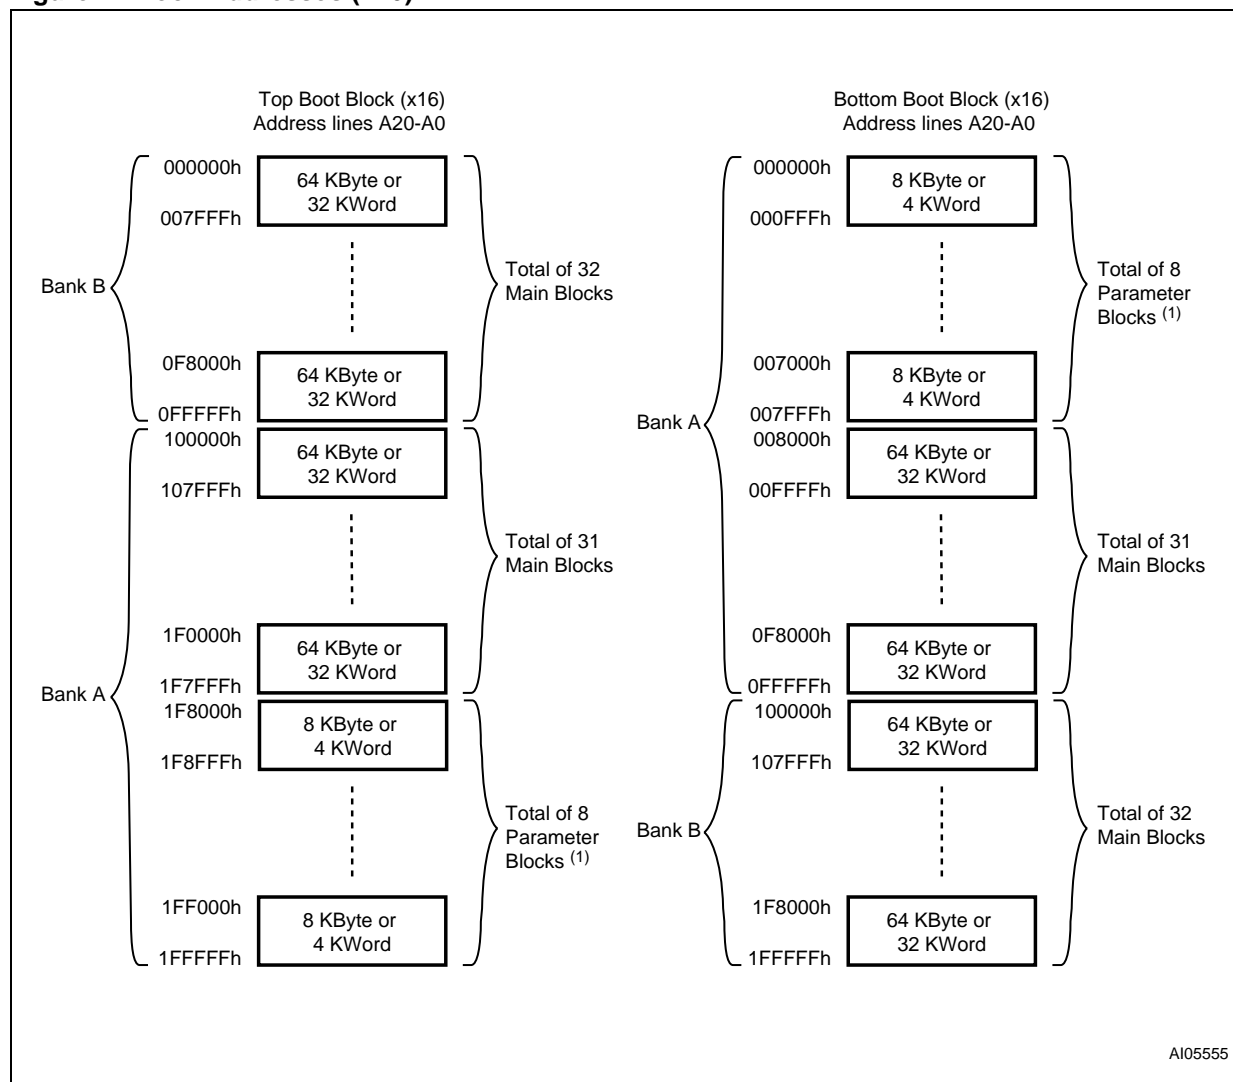 Top Boot Block (x16)
Address lines A20-A0
Bank B
000000h
64 KByte or
32 KWord
007FFFh
Total of 32
Main Blocks
0F8000h
64 KByte or
32 KWord
0FFFFFh
Bank A
100000h
64 KByte or
32 KWord
107FFFh
Total of 31
Main Blocks
1F0000h
64 KByte or
32 KWord
1F7FFFh
1F8000h
8 KByte or
4 KWord
1F8FFFh
Total of 8
Parameter
Blocks (1)
1FF000h
8 KByte or
4 KWord
1FFFFFh
Bottom Boot Block (x16)
Address lines A20-A0
Bank A
000000h
8 KByte or
4 KWord
000FFFh
Total of 8
Parameter
Blocks (1)
007000h
8 KByte or
4 KWord
007FFFh
008000h
64 KByte or
32 KWord
00FFFFh
Total of 31
Main Blocks
0F8000h
64 KByte or
32 KWord
0FFFFFh
Bank B
100000h
64 KByte or
32 KWord
107FFFh
Total of 32
Main Blocks
1F8000h
64 KByte or
32 KWord
1FFFFFh
AI05555